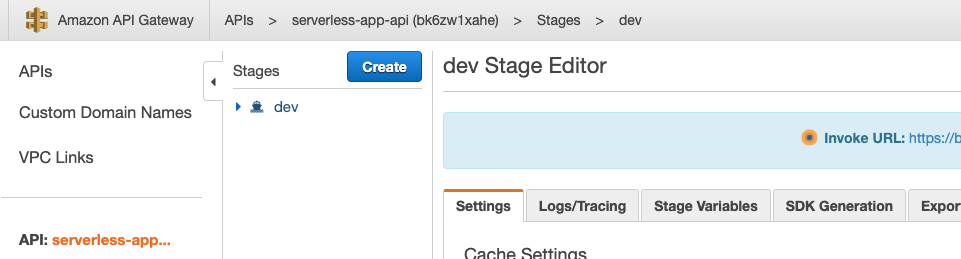 Amazon API Gateway APIs > serverless-app-api (bk6zw1xahe) > Stages > dev
APIs
Custom Domain Names
VPC Links
API: serverless-app...
Stages Create
dev
dev Stage Editor
Invoke URL: https://b
Settings Logs/Tracing Stage Variables SDK Generation Expor
Cache Settings